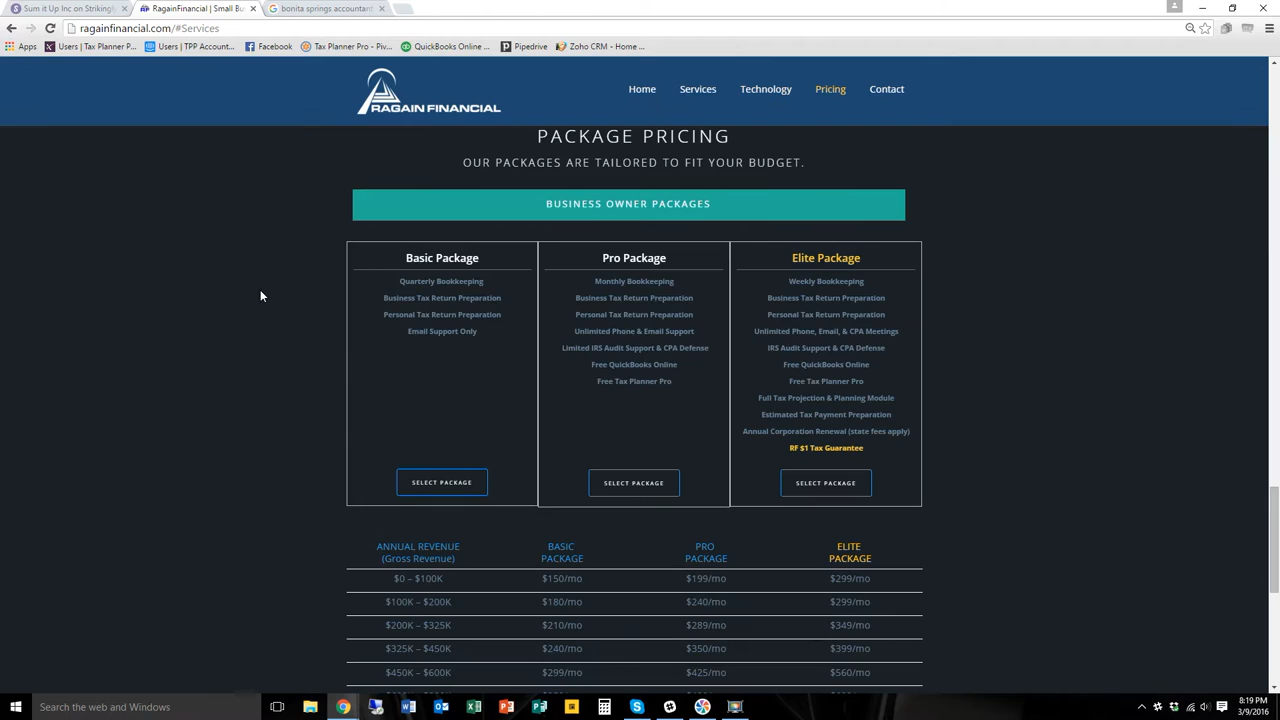 Sum it Up Inc on Strikingly
RagainFinancial | Small Bu
bonita springs accountant
ragainfinancial.com/#Services
Apps
Users | Tax Planner P...
Users | TPP Account...
Facebook
Tax Planner Pro - Piv...
QuickBooks Online ...
Pipedrive
Zoho CRM - Home ...
RAGAIN FINANCIAL
Home
Services
Technology
Pricing
Contact
PACKAGE PRICING
OUR PACKAGES ARE TAILORED TO FIT YOUR BUDGET.
BUSINESS OWNER PACKAGES
Basic Package
Quarterly Bookkeeping
Business Tax Return Preparation
Personal Tax Return Preparation
Email Support Only
SELECT PACKAGE
Pro Package
Monthly Bookkeeping
Business Tax Return Preparation
Personal Tax Return Preparation
Unlimited Phone & Email Support
Limited IRS Audit Support & CPA Defense
Free QuickBooks Online
Free Tax Planner Pro
SELECT PACKAGE
Elite Package
Weekly Bookkeeping
Business Tax Return Preparation
Personal Tax Return Preparation
Unlimited Phone, Email, & CPA Meetings
IRS Audit Support & CPA Defense
Free QuickBooks Online
Free Tax Planner Pro
Full Tax Projection & Planning Module
Estimated Tax Payment Preparation
Annual Corporation Renewal (state fees apply)
RF $1 Tax Guarantee
SELECT PACKAGE
ANNUAL REVENUE BASIC PRO ELITE
(Gross Revenue) PACKAGE PACKAGE PACKAGE
$0 – $100K $150/mo $199/mo $299/mo
$100K – $200K $180/mo $240/mo $299/mo
$200K – $325K $210/mo $289/mo $349/mo
$325K – $450K $240/mo $350/mo $399/mo
$450K – $600K $299/mo $425/mo $560/mo
Search the web and Windows
8:19 PM
3/9/2016